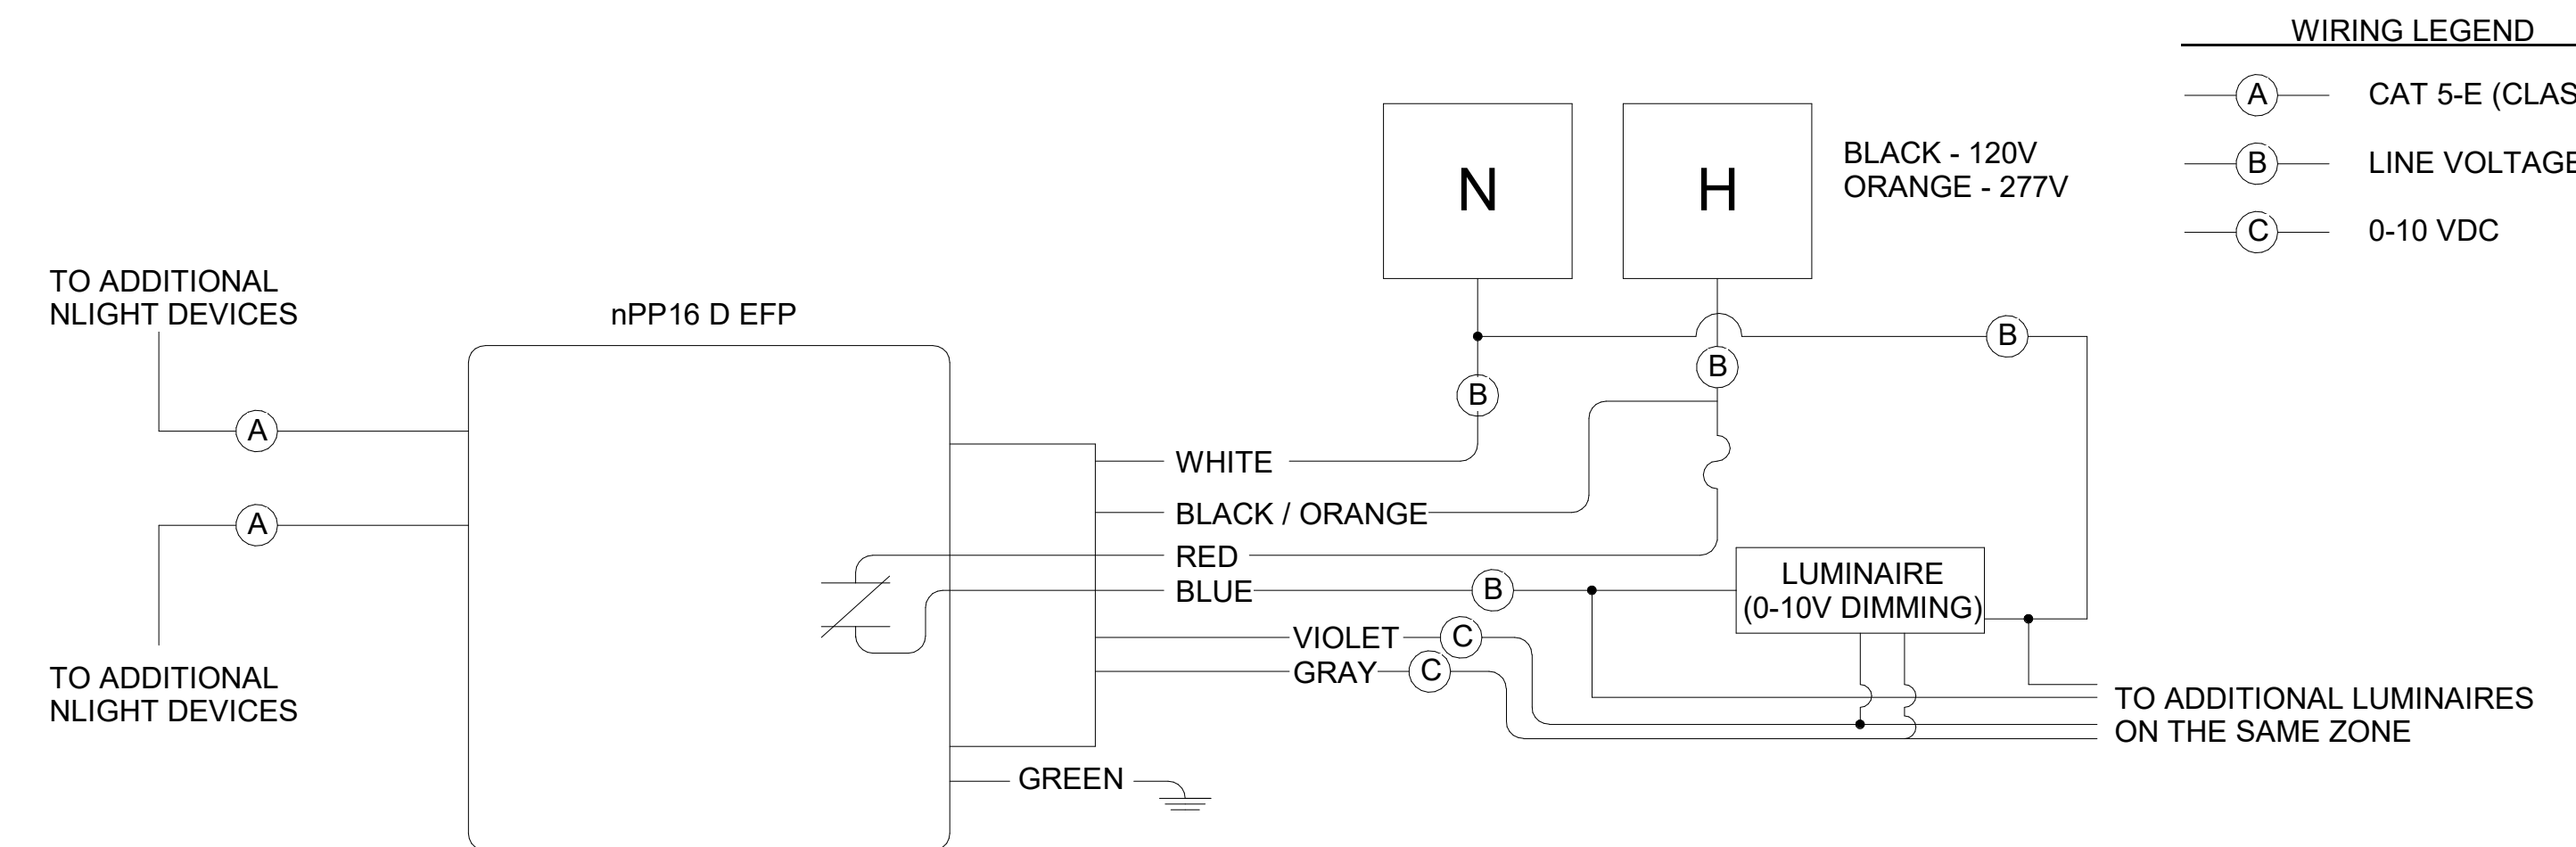 WIRING LEGEND
A CAT 5-E (CLAS
B LINE VOLTAGE
C 0-10 VDC
N
H
BLACK - 120V
ORANGE - 277V
TO ADDITIONAL
NLIGHT DEVICES
nPP16 D EFP
B
B
B
A
WHITE
A
BLACK / ORANGE
RED
BLUE
B
LUMINAIRE
(0-10V DIMMING)
VIOLET C
GRAY C
TO ADDITIONAL
NLIGHT DEVICES
TO ADDITIONAL LUMINAIRES
ON THE SAME ZONE
GREEN